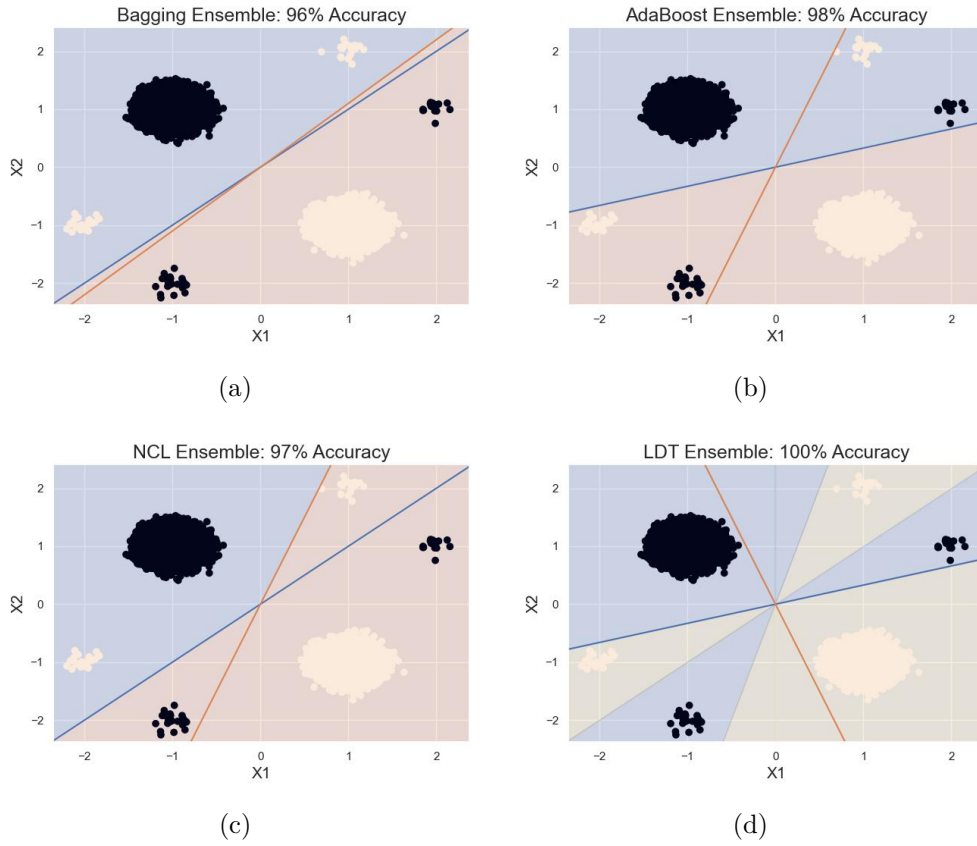 Bagging Ensemble: 96% Accuracy
X2
2
1
0
−1
−2
−2
−1
0
1
2
X1
(a)
AdaBoost Ensemble: 98% Accuracy
X2
2
1
0
−1
−2
−2
−1
0
1
2
X1
(b)
NCL Ensemble: 97% Accuracy
X2
2
1
0
−1
−2
−2
−1
0
1
2
X1
(c)
LDT Ensemble: 100% Accuracy
X2
2
1
0
−1
−2
−2
−1
0
1
2
X1
(d)